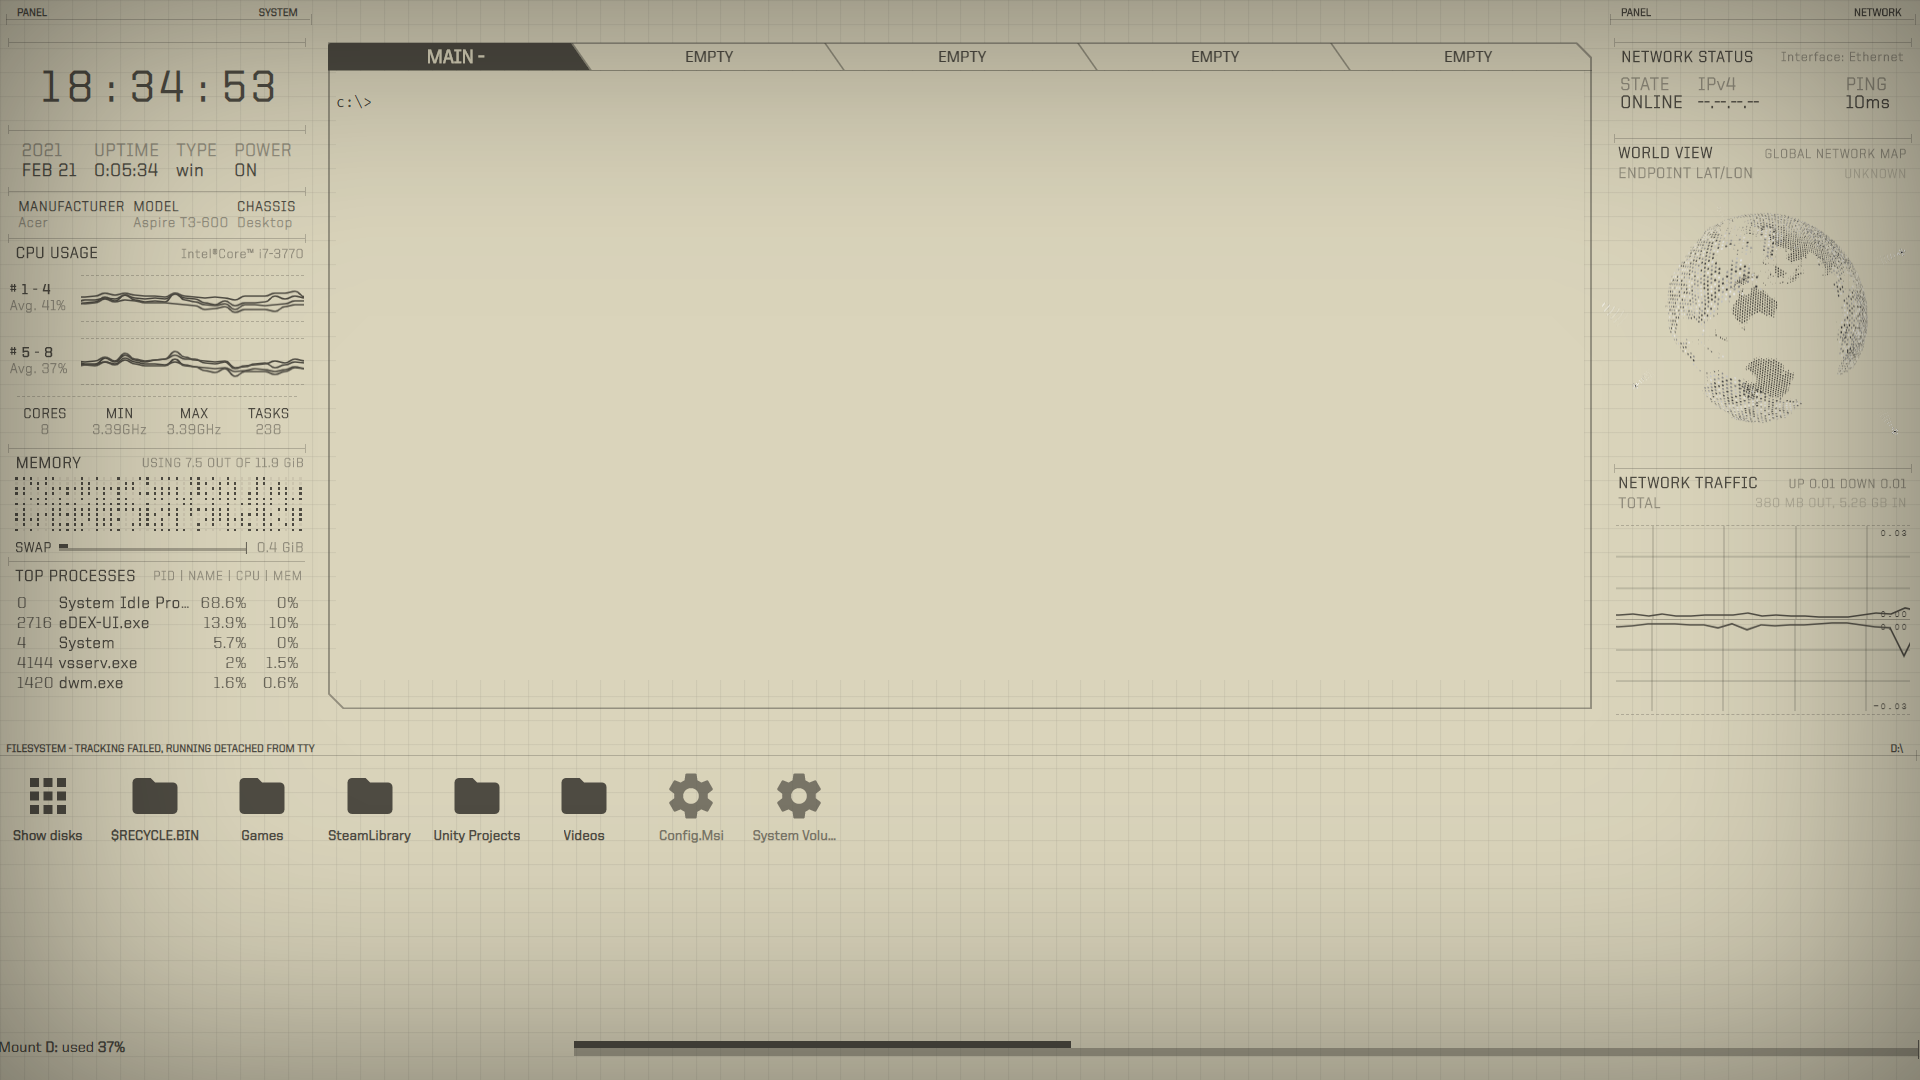 PANEL SYSTEM
18:34:53
2021 UPTIME TYPE POWER
FEB 21 0:05:34 win ON
MANUFACTURER MODEL CHASSIS
Acer Aspire T3-600 Desktop
CPU USAGE Intel®Core™ i7-3770
# 1 - 4
Avg. 41%
# 5 - 8
Avg. 37%
CORES MIN MAX TASKS
8 3.39GHz 3.39GHz 238
MEMORY USING 7.5 OUT OF 11.9 GiB
SWAP 0.4 GiB
TOP PROCESSES PID | NAME | CPU | MEM
0 System Idle Pro... 68.6% 0%
2716 eDEX-UI.exe 13.9% 10%
4 System 5.7% 0%
4144 vsserv.exe 2% 1.5%
1420 dwm.exe 1.6% 0.6%
MAIN - EMPTY EMPTY EMPTY EMPTY
c:\>
PANEL NETWORK
NETWORK STATUS Interface: Ethernet
STATE IPv4 PING
ONLINE --.--.--.-- 10ms
WORLD VIEW GLOBAL NETWORK MAP
ENDPOINT LAT/LON UNKNOWN
NETWORK TRAFFIC UP 0.01 DOWN 0.01
TOTAL 380 MB OUT, 5.28 GB IN
0.03
0.00
0.00
-0.03
FILESYSTEM - TRACKING FAILED, RUNNING DETACHED FROM TTY D:\
Show disks $RECYCLE.BIN Games SteamLibrary Unity Projects Videos Config.Msi System Volu...
Mount D: used 37%